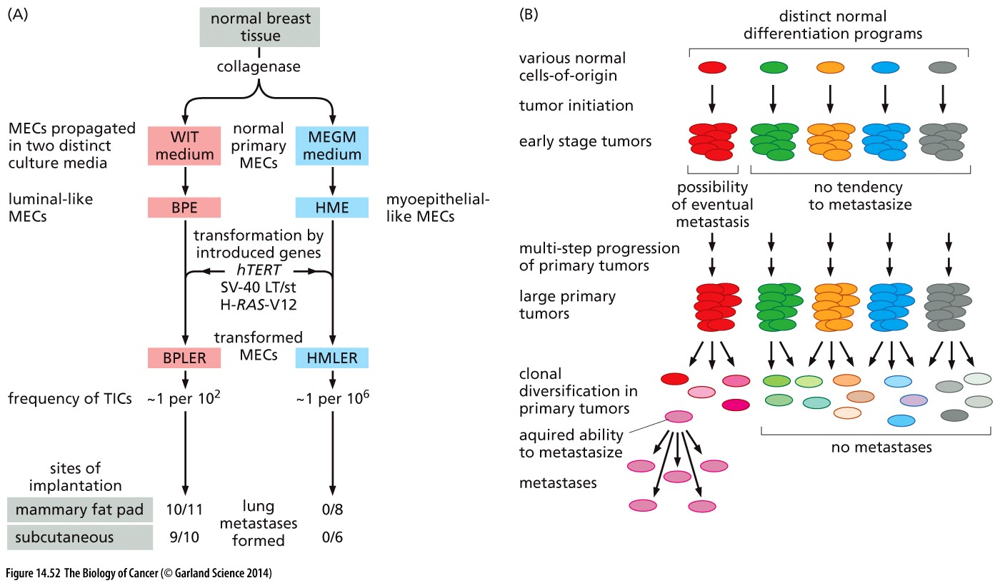 (A)
normal breast
tissue
collagenase
MECs propagated
in two distinct
culture media
WIT
medium
normal
primary
MECs
MEGM
medium
luminal-like
MECs
BPE
HME
myoepithelial-
like MECs
transformation by
introduced genes
hTERT
SV-40 LT/st
H-RAS-V12
transformed
MECs
BPLER
HMLER
frequency of TICs
~1 per 10²
~1 per 10⁶
sites of
implantation
mammary fat pad
10/11
lung
metastases
formed
0/8
subcutaneous
9/10
0/6
(B)
distinct normal
differentiation programs
various normal
cells-of-origin
tumor initiation
early stage tumors
possibility
of eventual
metastasis
no tendency
to metastasize
multi-step progression
of primary tumors
large primary
tumors
clonal
diversification in
primary tumors
aquired ability
to metastasize
no metastases
metastases
Figure 14.52 The Biology of Cancer (© Garland Science 2014)